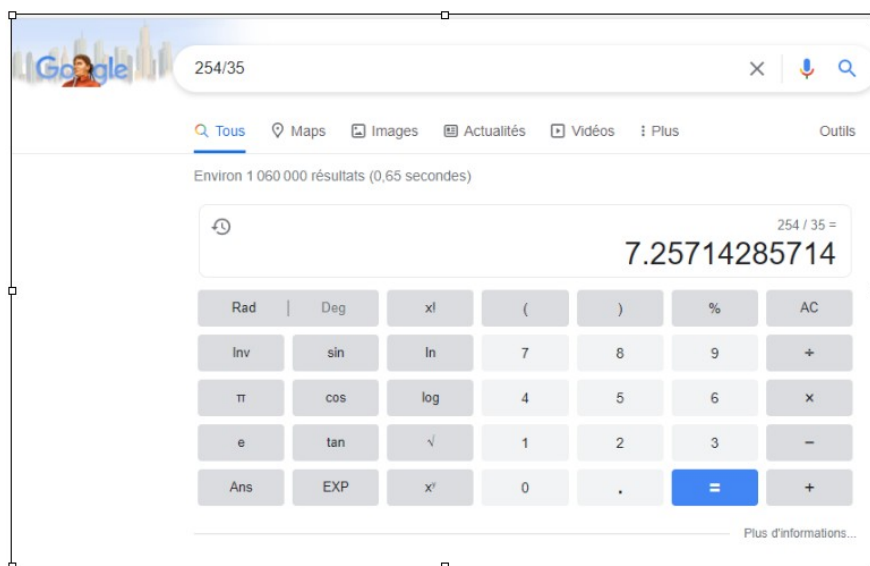 Google
254/35
Tous Maps Images Actualités Vidéos Plus Outils
Environ 1 060 000 résultats (0,65 secondes)
254 / 35 =
7.25714285714
Rad | Deg x! ( ) % AC
Inv sin ln 7 8 9 ÷
π cos log 4 5 6 ×
e tan √ 1 2 3 −
Ans EXP xʸ 0 . = +
Plus d'informations...